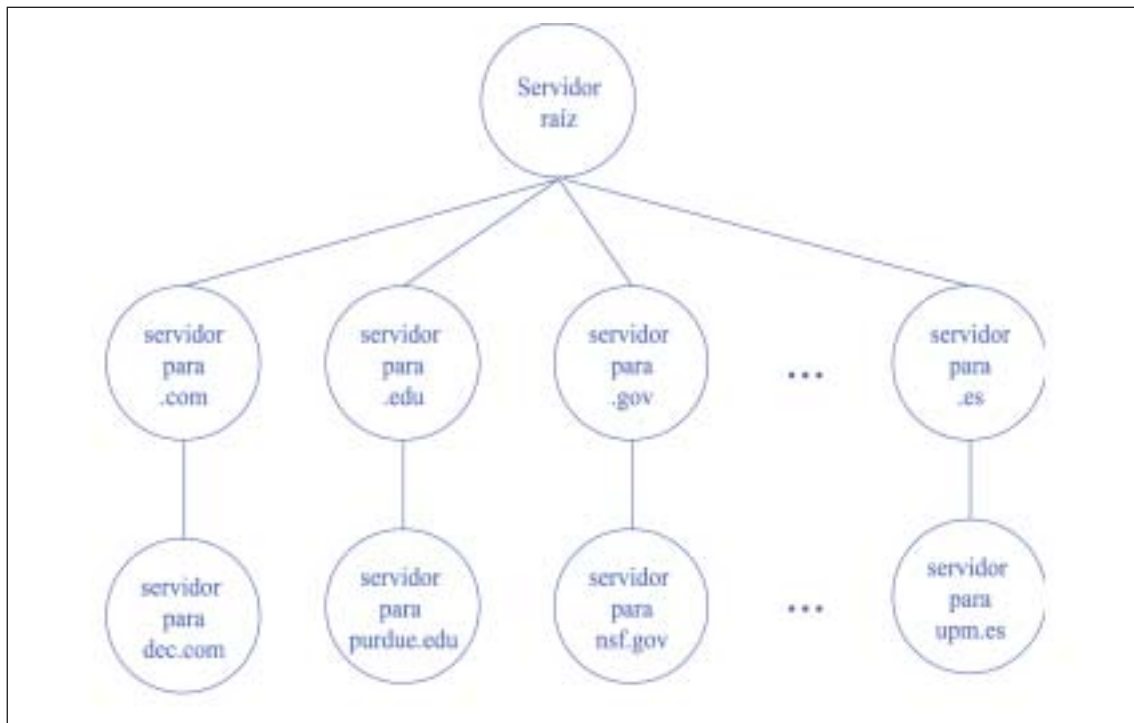 Servidor
raíz
servidor
para
.com
servidor
para
.edu
servidor
para
.gov
...
servidor
para
.es
servidor
para
dec.com
servidor
para
purdue.edu
servidor
para
nsf.gov
...
servidor
para
upm.es